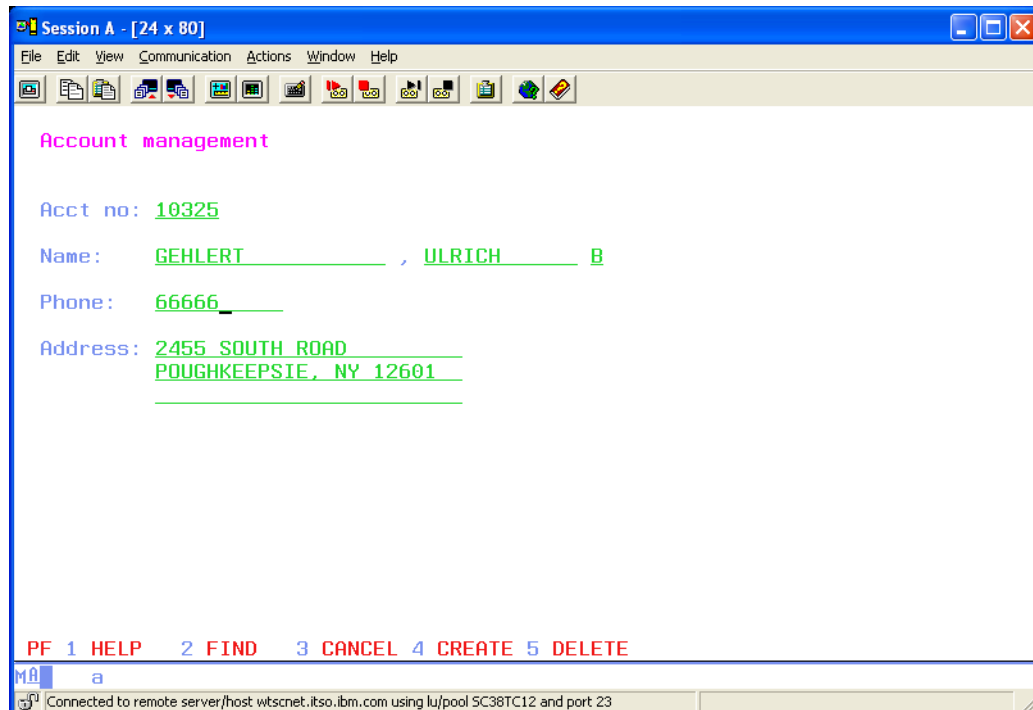 Session A - [24 x 80]
File Edit View Communication Actions Window Help
Account management
Acct no: 10325
Name: GEHLERT , ULRICH B
Phone: 66666
Address: 2455 SOUTH ROAD
POUGHKEEPSIE, NY 12601
PF 1 HELP 2 FIND 3 CANCEL 4 CREATE 5 DELETE
MA a
Connected to remote server/host wtscnet.itso.ibm.com using lu/pool SC38TC12 and port 23